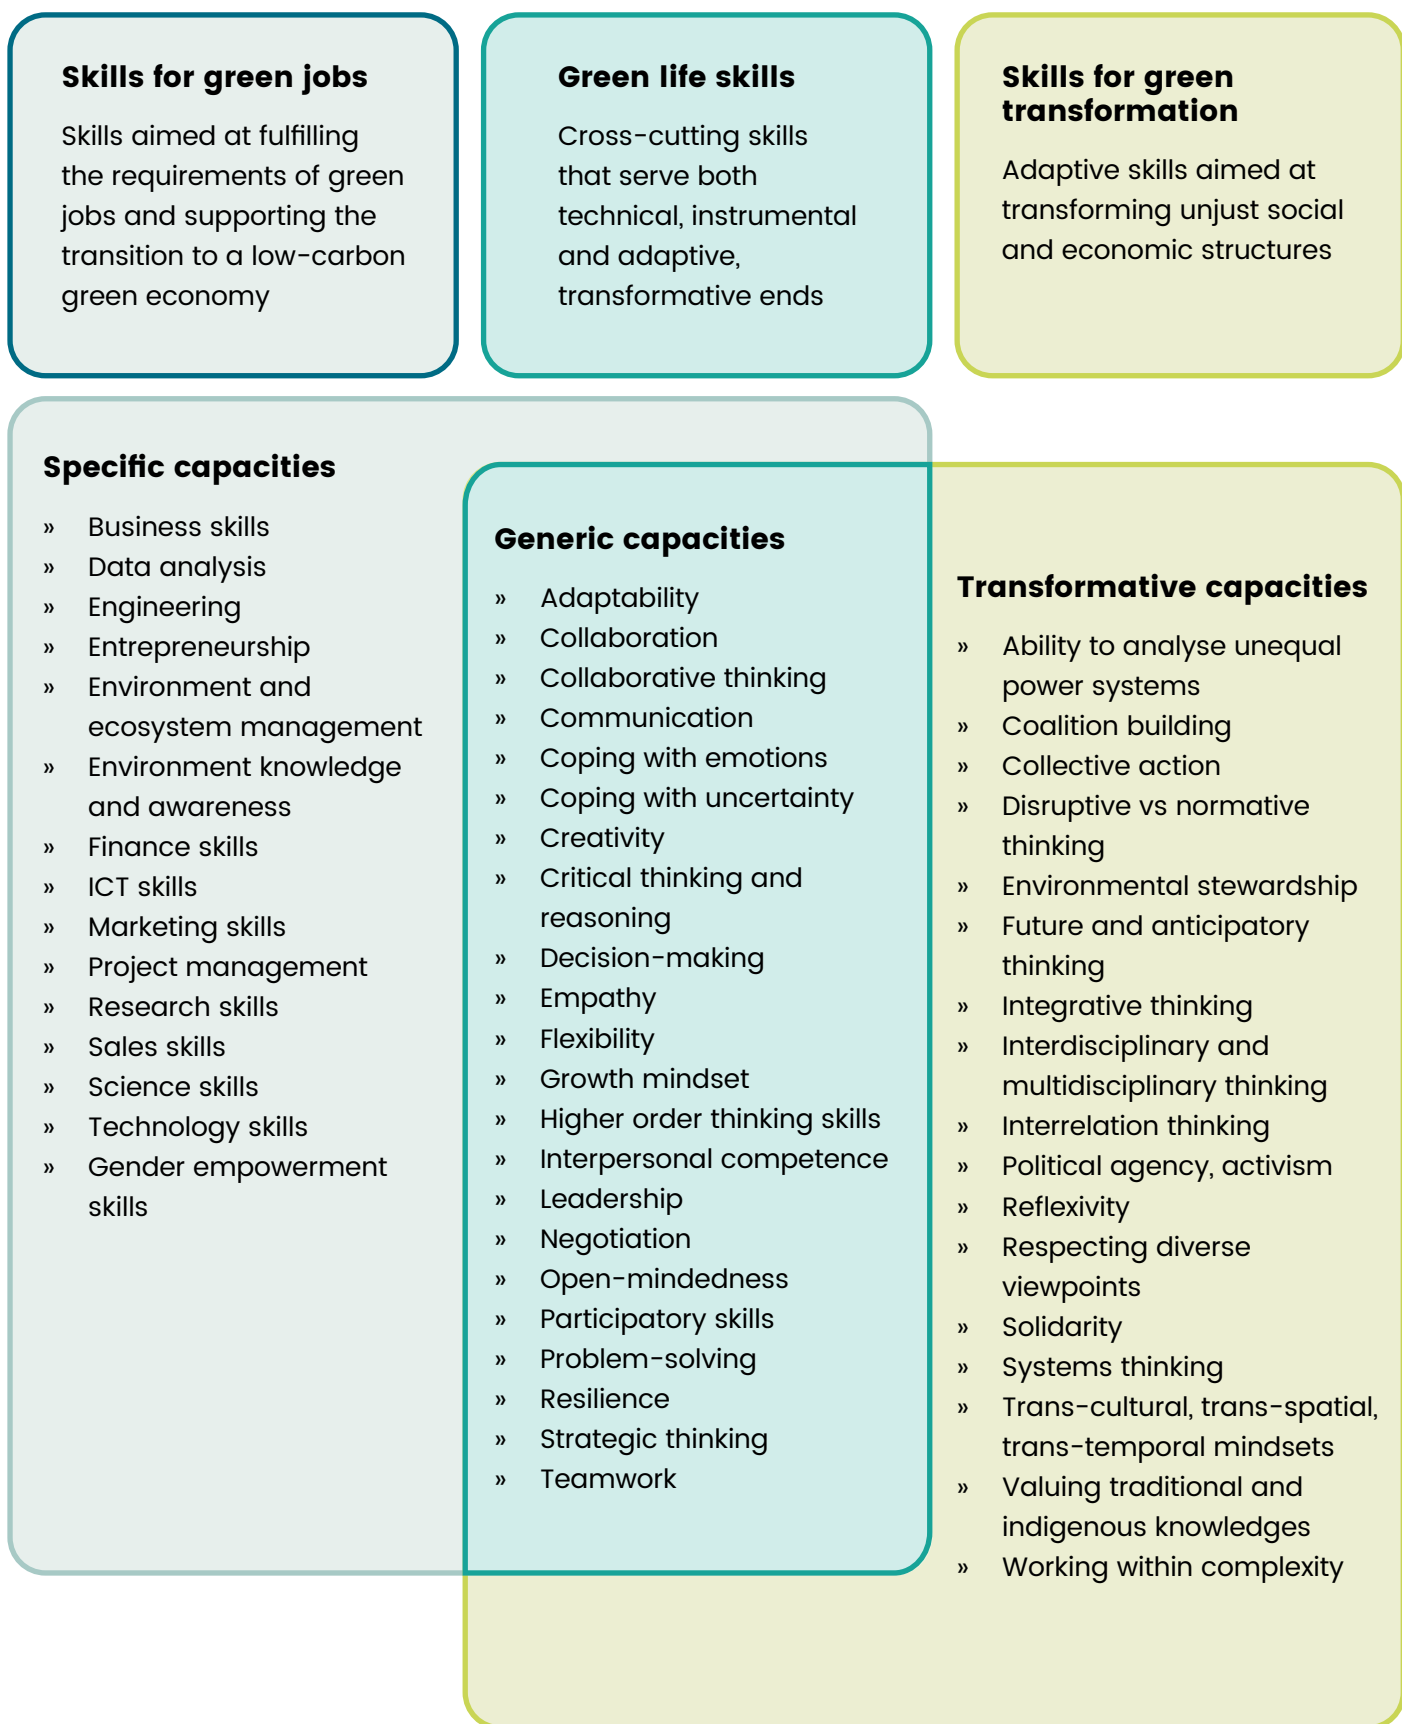 Skills for green jobs
Skills aimed at fulfilling
the requirements of green
jobs and supporting the
transition to a low-carbon
green economy
Green life skills
Cross-cutting skills
that serve both
technical, instrumental
and adaptive,
transformative ends
Skills for green
transformation
Adaptive skills aimed at
transforming unjust social
and economic structures
Specific capacities
» Business skills
» Data analysis
» Engineering
» Entrepreneurship
» Environment and
ecosystem management
» Environment knowledge
and awareness
» Finance skills
» ICT skills
» Marketing skills
» Project management
» Research skills
» Sales skills
» Science skills
» Technology skills
» Gender empowerment
skills
Generic capacities
» Adaptability
» Collaboration
» Collaborative thinking
» Communication
» Coping with emotions
» Coping with uncertainty
» Creativity
» Critical thinking and
reasoning
» Decision-making
» Empathy
» Flexibility
» Growth mindset
» Higher order thinking skills
» Interpersonal competence
» Leadership
» Negotiation
» Open-mindedness
» Participatory skills
» Problem-solving
» Resilience
» Strategic thinking
» Teamwork
Transformative capacities
» Ability to analyse unequal
power systems
» Coalition building
» Collective action
» Disruptive vs normative
thinking
» Environmental stewardship
» Future and anticipatory
thinking
» Integrative thinking
» Interdisciplinary and
multidisciplinary thinking
» Interrelation thinking
» Political agency, activism
» Reflexivity
» Respecting diverse
viewpoints
» Solidarity
» Systems thinking
» Trans-cultural, trans-spatial,
trans-temporal mindsets
» Valuing traditional and
indigenous knowledges
» Working within complexity